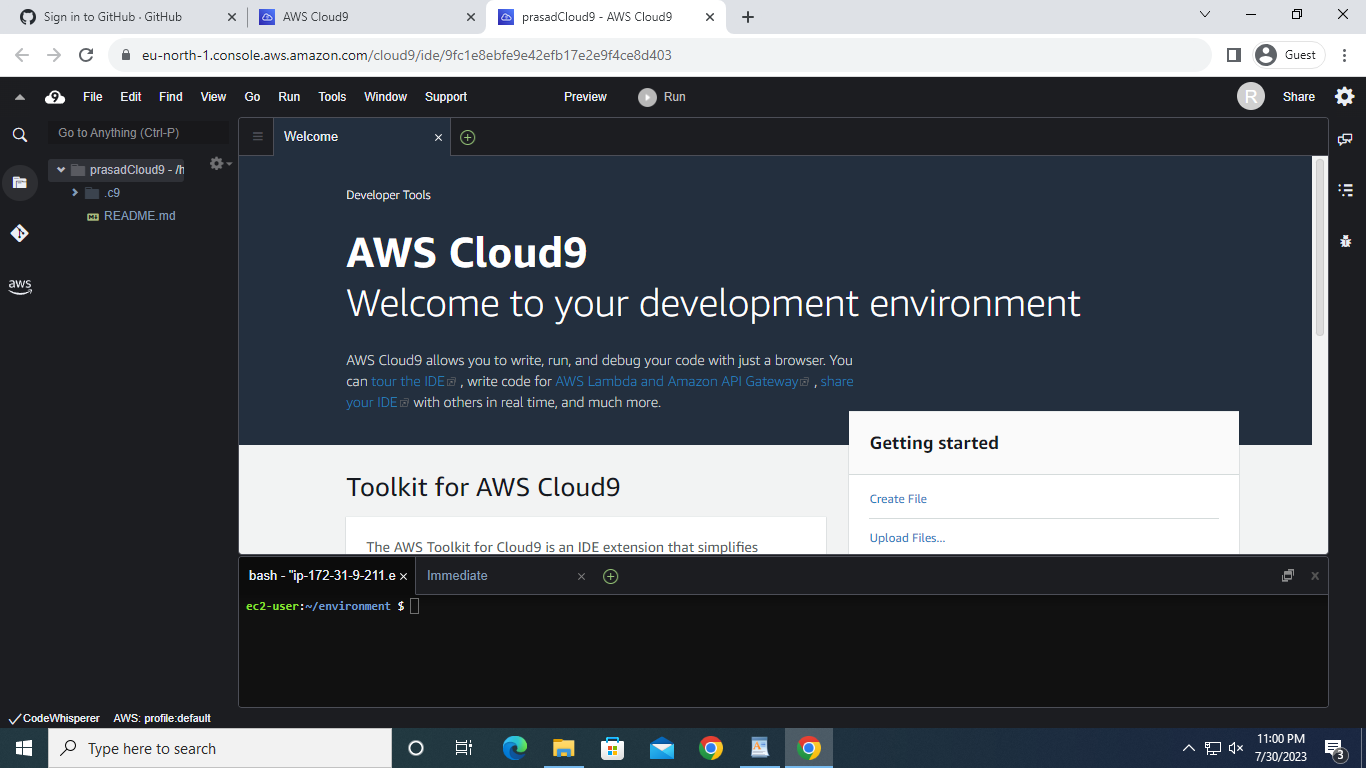 Sign in to GitHub · GitHub
AWS Cloud9
prasadCloud9 - AWS Cloud9
eu-north-1.console.aws.amazon.com/cloud9/ide/9fc1e8ebfe9e42efb17e2e9f4ce8d403
Guest
9 File Edit Find View Go Run Tools Window Support Preview Run R Share
Go to Anything (Ctrl-P)
prasadCloud9 - /h
.c9
README.md
aws
Welcome
Developer Tools
AWS Cloud9
Welcome to your development environment
AWS Cloud9 allows you to write, run, and debug your code with just a browser. You
can tour the IDE , write code for AWS Lambda and Amazon API Gateway , share
your IDE with others in real time, and much more.
Getting started
Create File
Upload Files...
Toolkit for AWS Cloud9
The AWS Toolkit for Cloud9 is an IDE extension that simplifies
bash - "ip-172-31-9-211.e
Immediate
ec2-user:~/environment $
CodeWhisperer AWS: profile:default
Type here to search
11:00 PM
7/30/2023
3